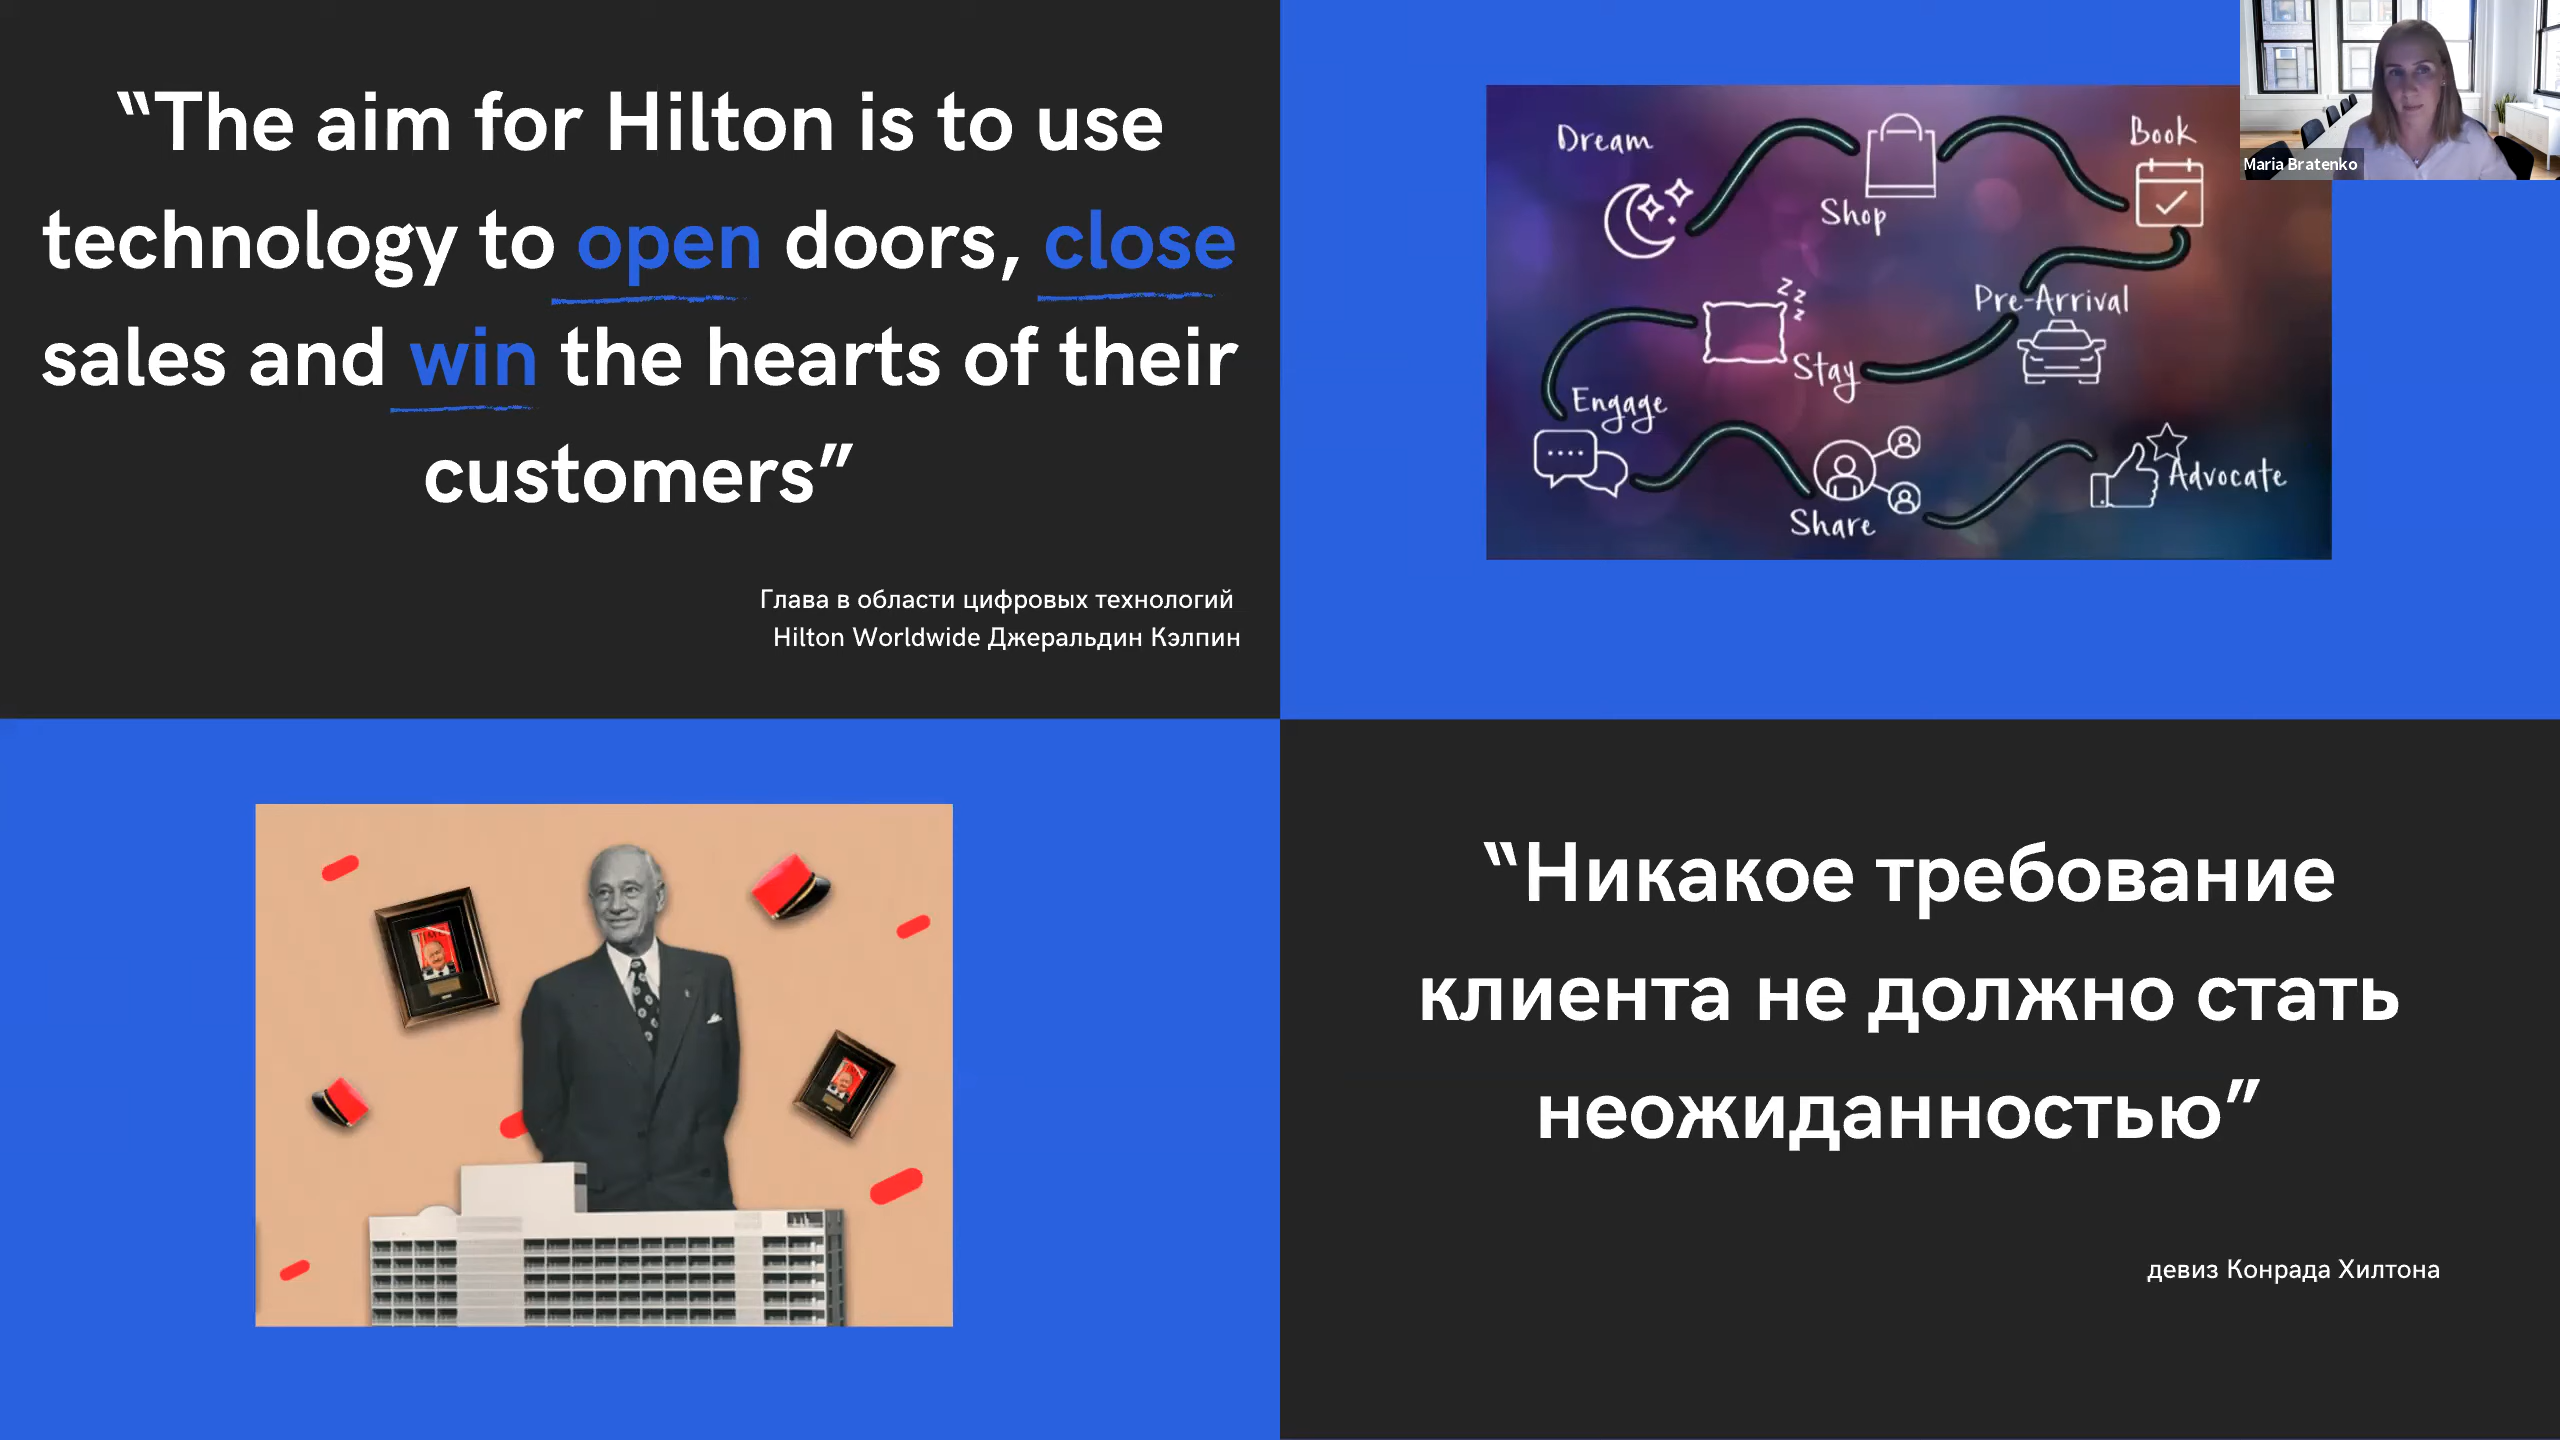 “The aim for Hilton is to use
technology to open doors, close
sales and win the hearts of their
customers”
Глава в области цифровых технологий
Hilton Worldwide Джеральдин Кэлпин
Dream
Shop
Book
Pre-Arrival
Stay
Engage
Share
Advocate
z z
z
Maria Bratenko
“Никакое требование
клиента не должно стать
неожиданностью”
девиз Конрада Хилтона